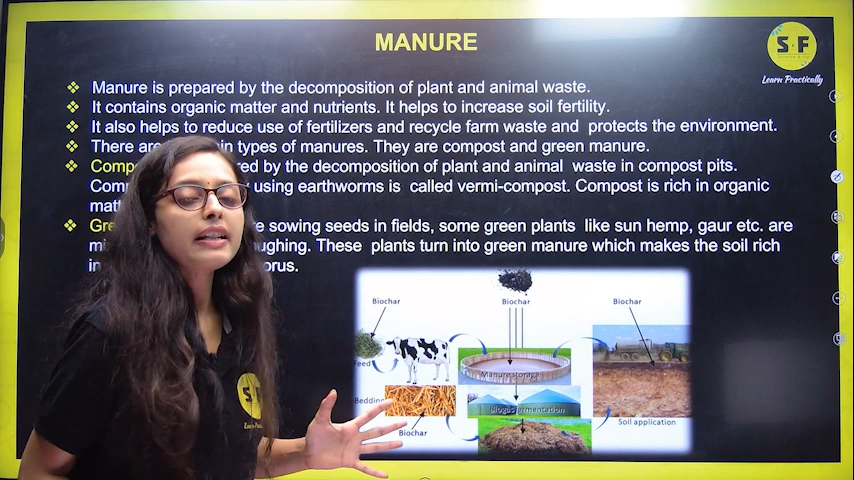 MANURE
S F
Learn Practically
❖ Manure is prepared by the decomposition of plant and animal waste.
❖ It contains organic matter and nutrients. It helps to increase soil fertility.
❖ It also helps to reduce use of fertilizers and recycle farm waste and protects the environment.
❖ There are in types of manures. They are compost and green manure.
❖ Compo red by the decomposition of plant and animal waste in compost pits.
Com using earthworms is called vermi-compost. Compost is rich in organic
matt
❖ Gre re sowing seeds in fields, some green plants like sun hemp, gaur etc. are
mi ughing. These plants turn into green manure which makes the soil rich
in orus.
Biochar
Biochar
Biochar
Feed
Manure storage
Bedding
Biogas fermentation
Biochar
Soil application
S F
Learn Practically